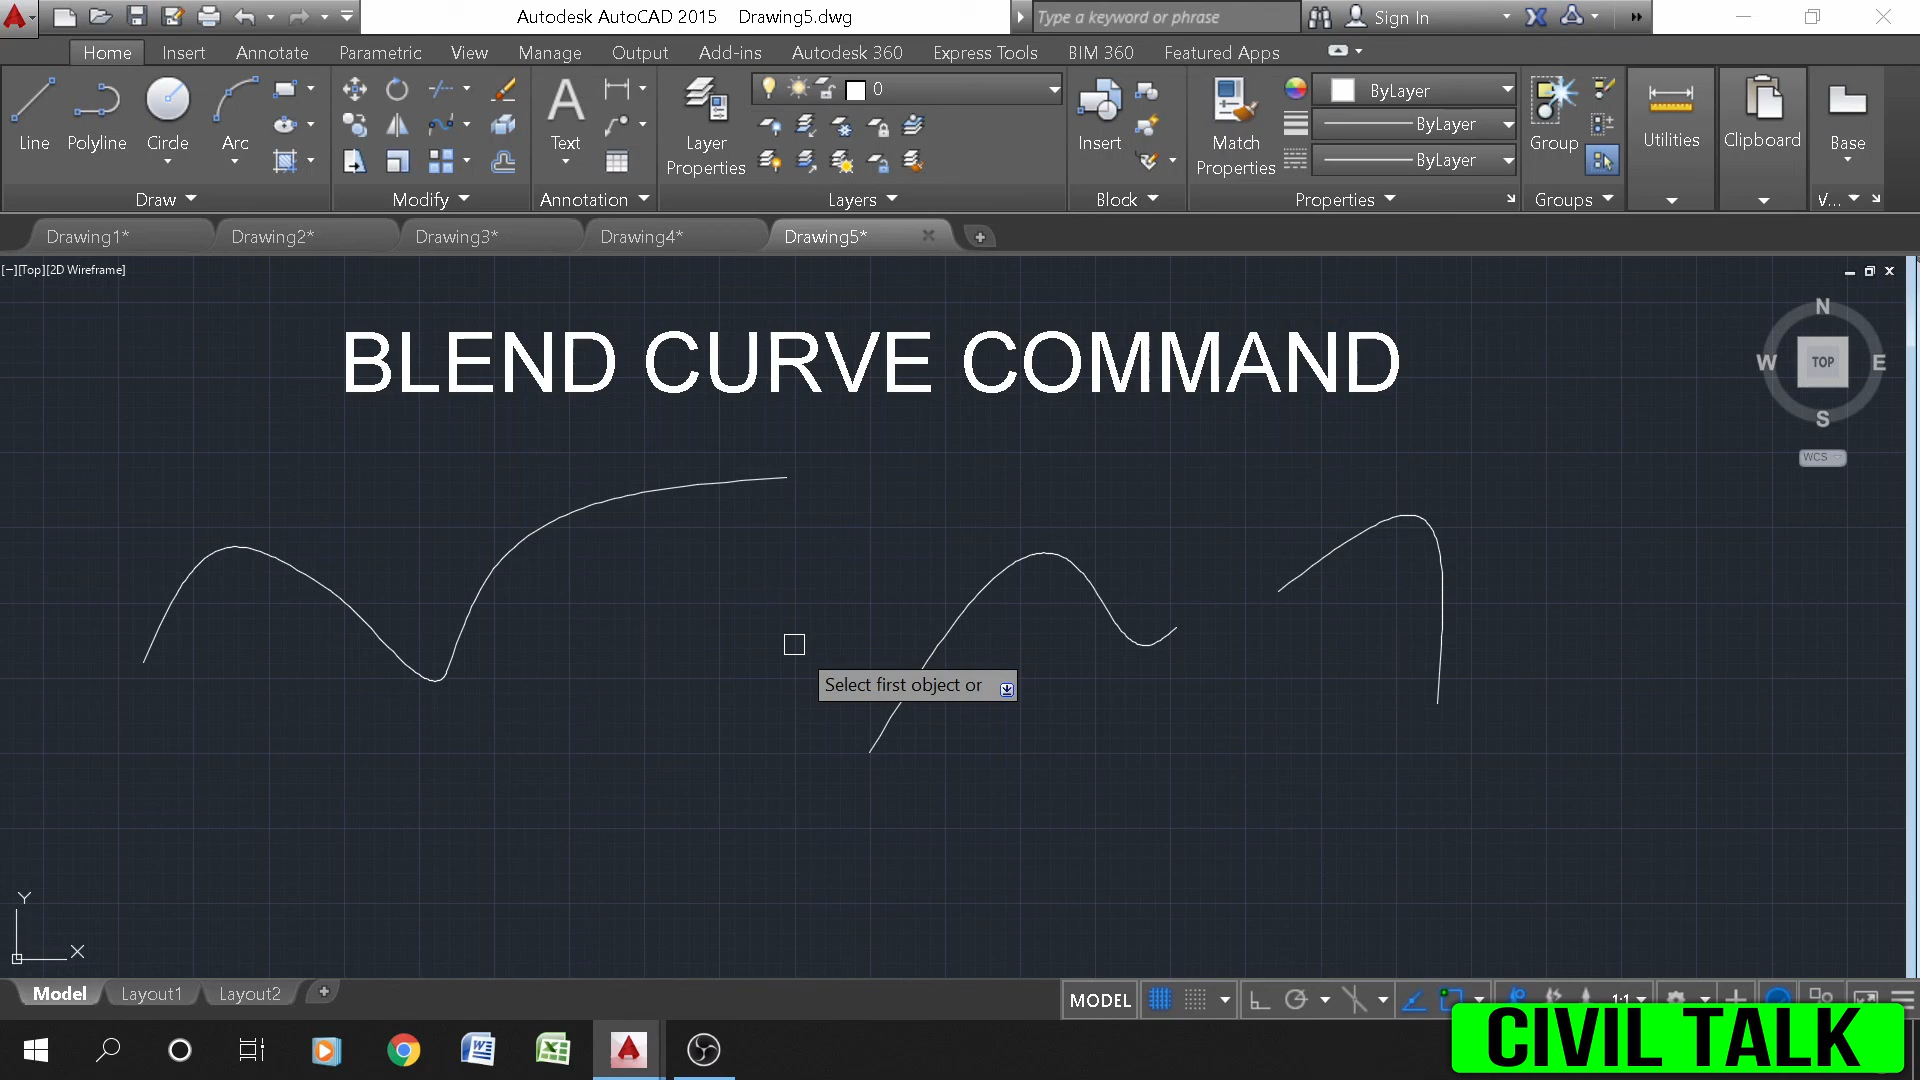 Autodesk AutoCAD 2015 Drawing5.dwg
Type a keyword or phrase
Sign In
Home Insert Annotate Parametric View Manage Output Add-ins Autodesk 360 Express Tools BIM 360 Featured Apps
Line Polyline Circle Arc
Draw
Modify
Text
Annotation
Layer Properties
0
Layers
Insert
Block
Match Properties
ByLayer
ByLayer
ByLayer
Properties
Group
Groups
Utilities
Clipboard
Base
V...
Drawing1* Drawing2* Drawing3* Drawing4* Drawing5*
[−][Top][2D Wireframe]
BLEND CURVE COMMAND
N
W TOP E
S
WCS
Select first object or
Y
X
Model Layout1 Layout2
MODEL
1:1
CIVIL TALK